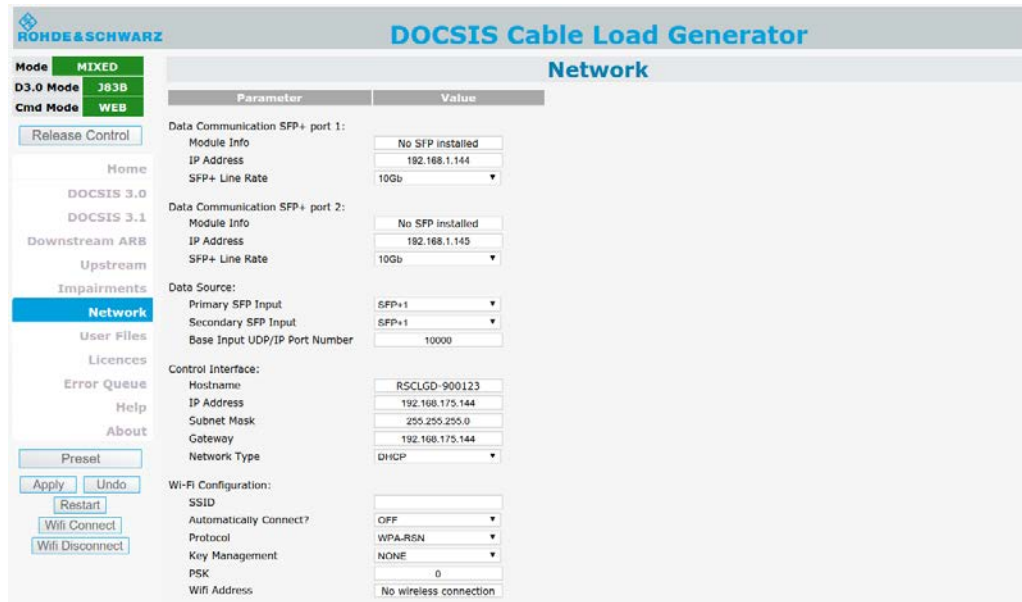 ROHDE&SCHWARZ
DOCSIS Cable Load Generator
Mode MIXED
D3.0 Mode J83B
Cmd Mode WEB
Release Control
Home
DOCSIS 3.0
DOCSIS 3.1
Downstream ARB
Upstream
Impairments
Network
User Files
Licences
Error Queue
Help
About
Preset
Apply Undo
Restart
Wifi Connect
Wifi Disconnect
Network
Parameter Value
Data Communication SFP+ port 1:
Module Info No SFP installed
IP Address 192.168.1.144
SFP+ Line Rate 10Gb
Data Communication SFP+ port 2:
Module Info No SFP installed
IP Address 192.168.1.145
SFP+ Line Rate 10Gb
Data Source:
Primary SFP Input SFP+1
Secondary SFP Input SFP+1
Base Input UDP/IP Port Number 10000
Control Interface:
Hostname RSCLGD-900123
IP Address 192.168.175.144
Subnet Mask 255.255.255.0
Gateway 192.168.175.144
Network Type DHCP
Wi-Fi Configuration:
SSID
Automatically Connect? OFF
Protocol WPA-RSN
Key Management NONE
PSK 0
Wifi Address No wireless connection